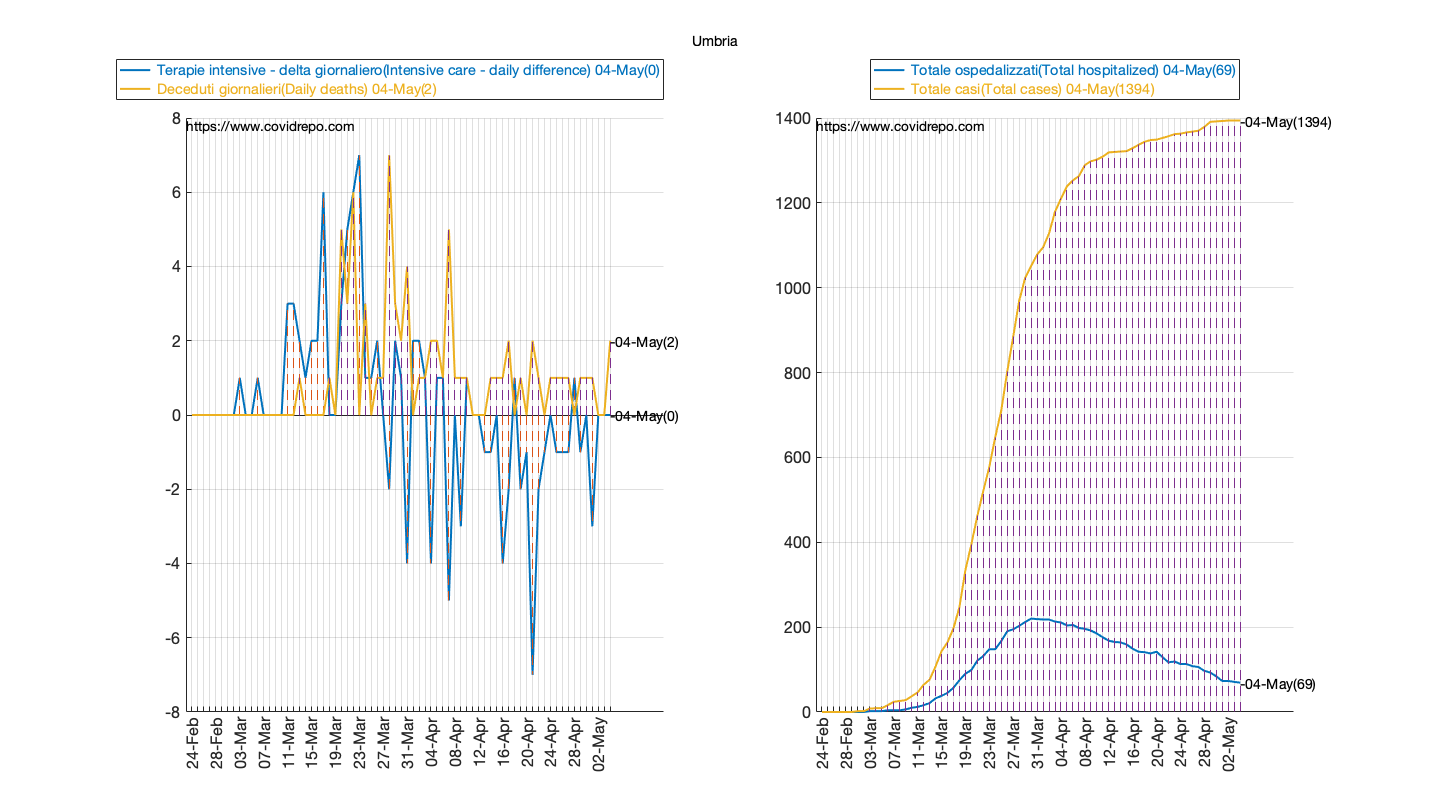 Umbria
Terapie intensive - delta giornaliero(Intensive care - daily difference) 04-May(0)
Deceduti giornalieri(Daily deaths) 04-May(2)
https://www.covidrepo.com
8
6
4
2
0
-2
-4
-6
-8
04-May(2)
04-May(0)
24-Feb
28-Feb
03-Mar
07-Mar
11-Mar
15-Mar
19-Mar
23-Mar
27-Mar
31-Mar
04-Apr
08-Apr
12-Apr
16-Apr
20-Apr
24-Apr
28-Apr
02-May
Totale ospedalizzati(Total hospitalized) 04-May(69)
Totale casi(Total cases) 04-May(1394)
https://www.covidrepo.com
1400
1200
1000
800
600
400
200
0
04-May(1394)
04-May(69)
24-Feb
28-Feb
03-Mar
07-Mar
11-Mar
15-Mar
19-Mar
23-Mar
27-Mar
31-Mar
04-Apr
08-Apr
12-Apr
16-Apr
20-Apr
24-Apr
28-Apr
02-May